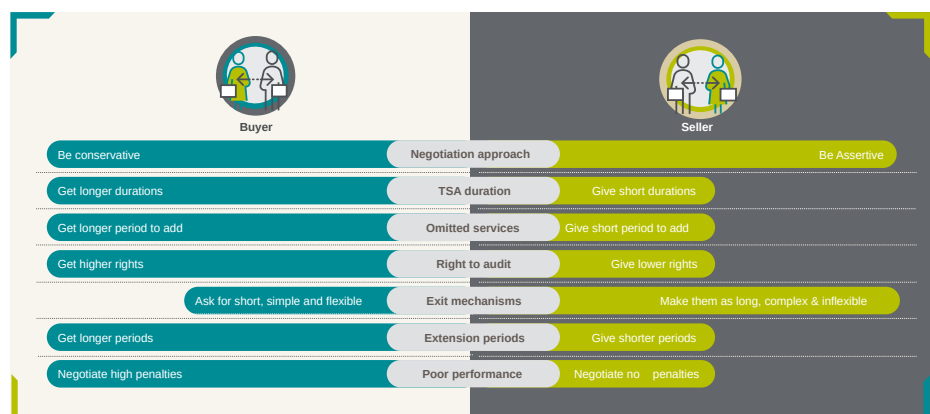 Buyer
Seller
Be conservative Negotiation approach Be Assertive
Get longer durations TSA duration Give short durations
Get longer period to add Omitted services Give short period to add
Get higher rights Right to audit Give lower rights
Ask for short, simple and flexible Exit mechanisms Make them as long, complex & inflexible
Get longer periods Extension periods Give shorter periods
Negotiate high penalties Poor performance Negotiate no penalties